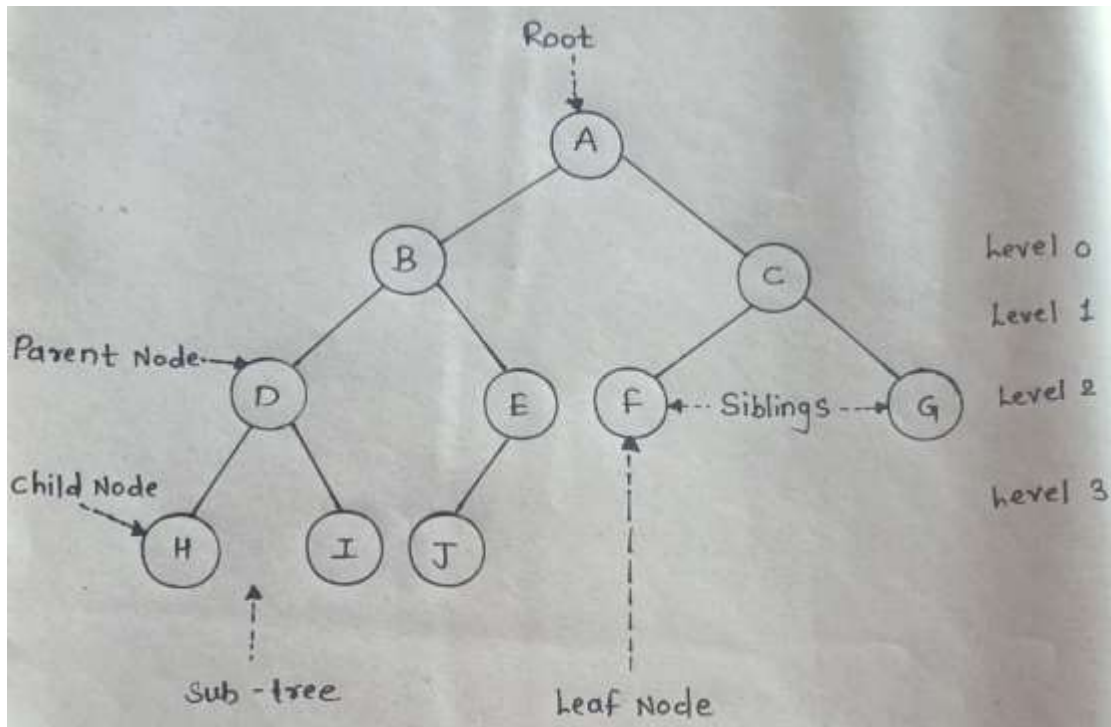 Root
A
B
C
Level 0
Level 1
Parent Node
D
E
F
Siblings
G
Level 2
Child Node
Level 3
H
I
J
Sub-tree
Leaf Node